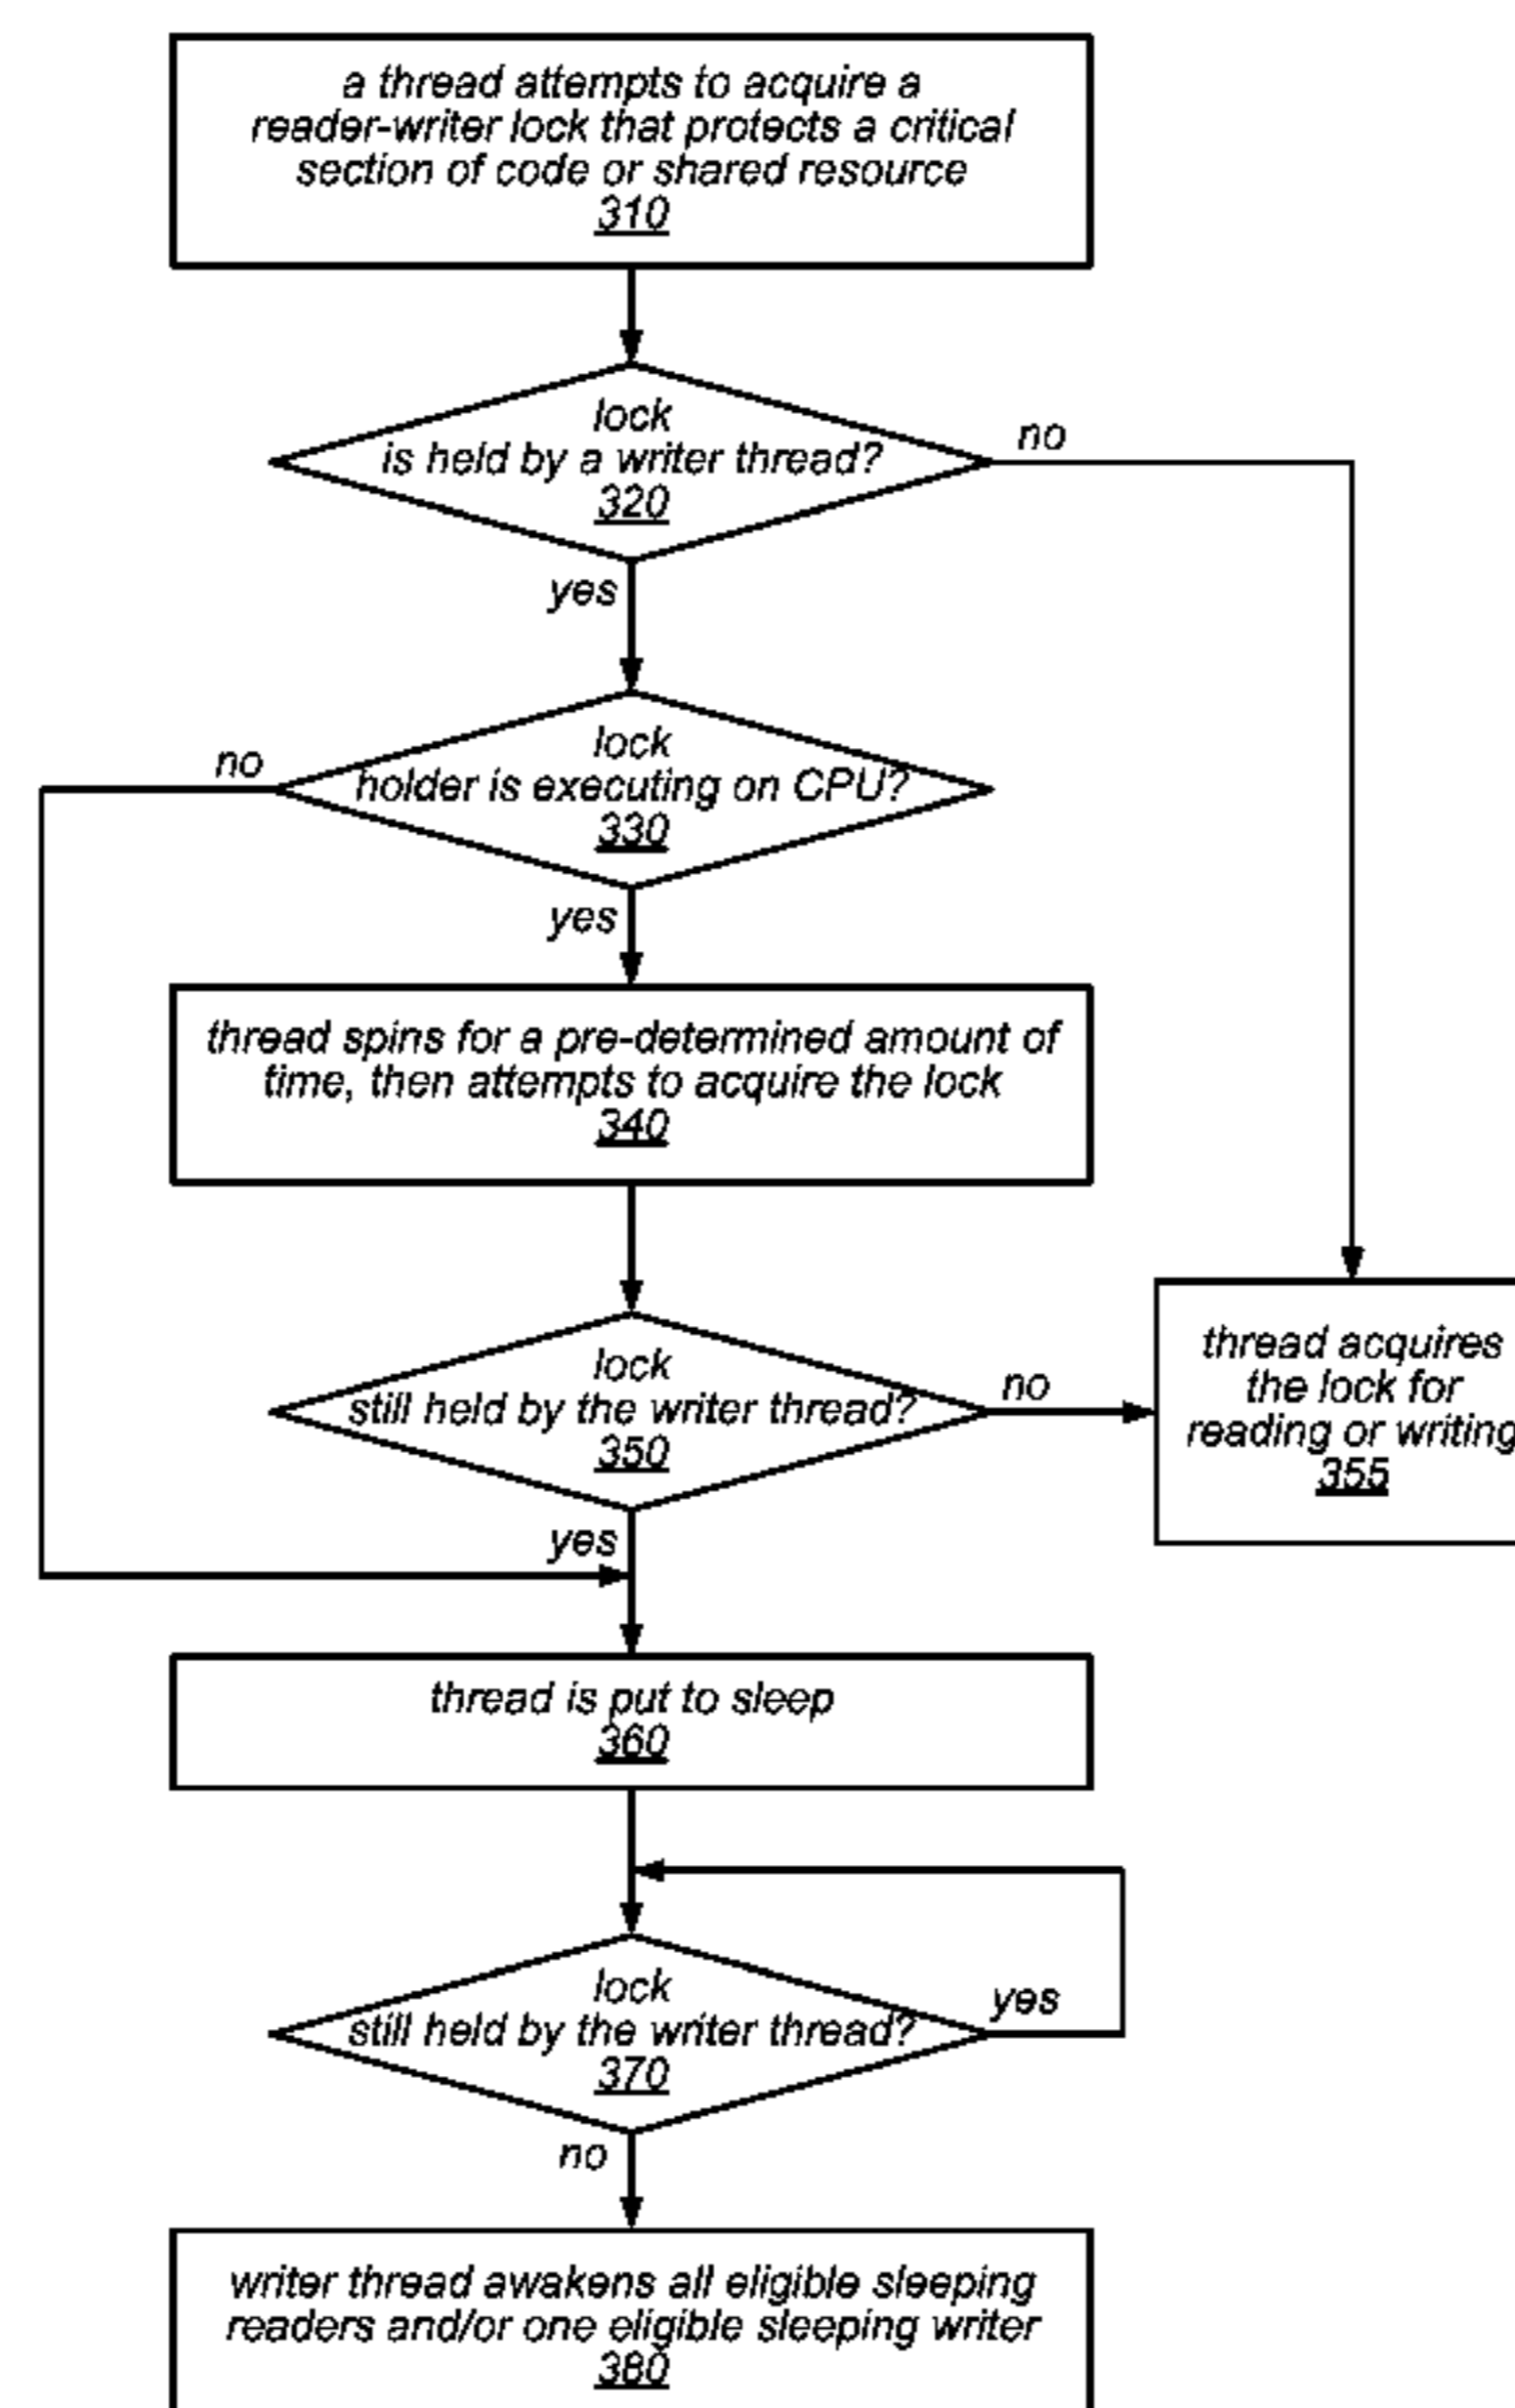 a thread attempts to acquire a
reader-writer lock that protects a critical
section of code or shared resource
310
lock
is held by a writer thread?
320
no
yes
lock
holder is executing on CPU?
330
no
yes
thread spins for a pre-determined amount of
time, then attempts to acquire the lock
340
lock
still held by the writer thread?
350
no
yes
thread acquires
the lock for
reading or writing
355
thread is put to sleep
360
lock
still held by the writer thread?
370
yes
no
writer thread awakens all eligible sleeping
readers and/or one eligible sleeping writer
380